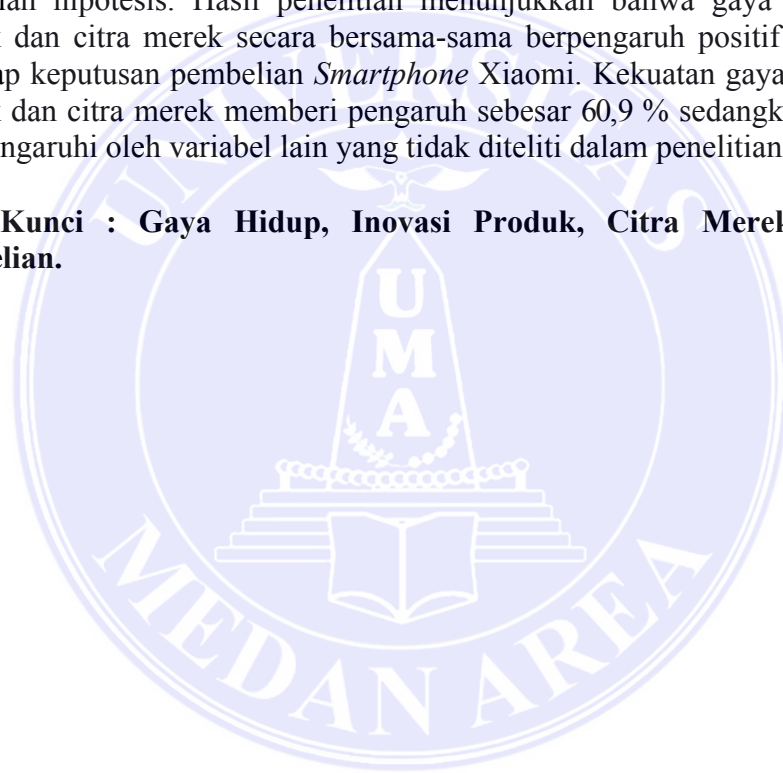 hipotesis. Hasil penelitian menunjukkan bahwa gaya
dan citra merek secara bersama-sama berpengaruh positif
keputusan pembelian Smartphone Xiaomi. Kekuatan gaya
dan citra merek memberi pengaruh sebesar 60,9 %
oleh variabel lain yang tidak diteliti dalam penelitian
Kunci : Gaya Hidup, Inovasi Produk, Citra Merek
elian.
UNIVERSITAS
UMA
MEDAN AREA